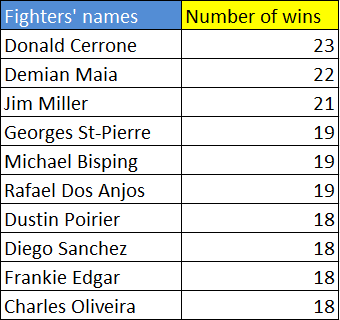 Fighters' names Number of wins
Donald Cerrone 23
Demian Maia 22
Jim Miller 21
Georges St-Pierre 19
Michael Bisping 19
Rafael Dos Anjos 19
Dustin Poirier 18
Diego Sanchez 18
Frankie Edgar 18
Charles Oliveira 18